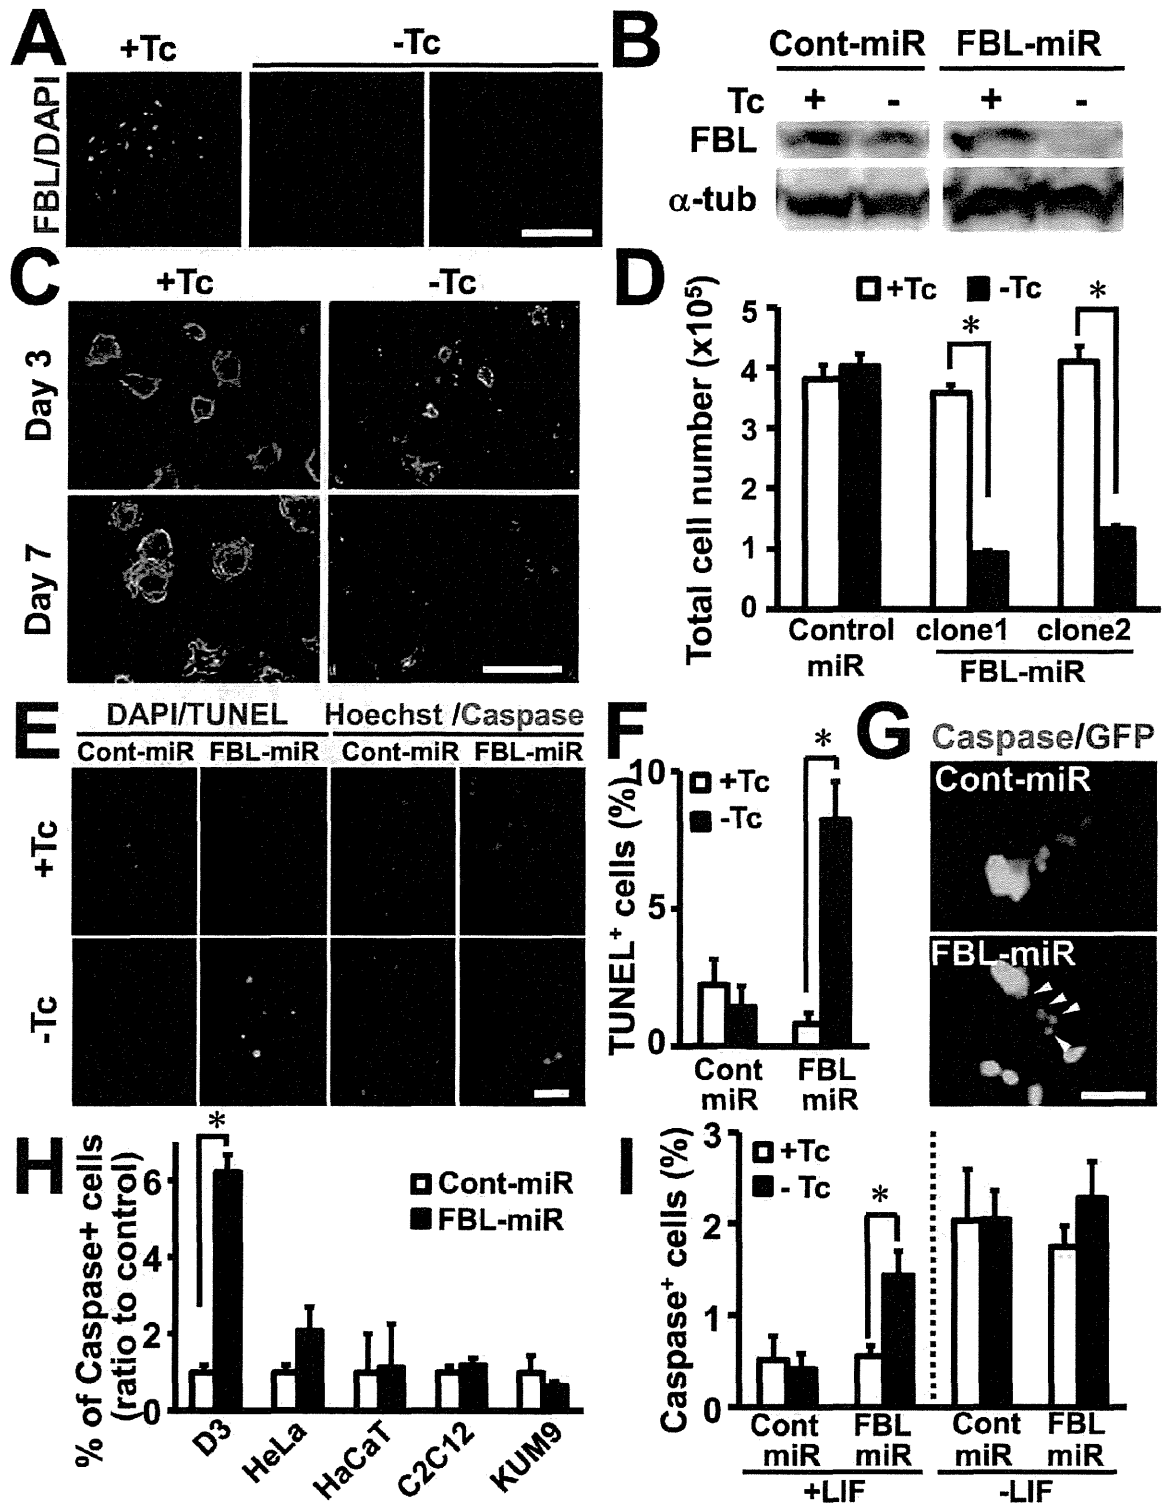 A
+Tc
-Tc
FBL/DAPI
B
Cont-miR FBL-miR
Tc + - + -
FBL
α-tub
C
+Tc
-Tc
Day 3
Day 7
D
+Tc -Tc
Total cell number (x10⁵)
5
4
3
2
1
0
* *
Control miR
clone1 clone2
FBL-miR
E
DAPI/TUNEL Hoechst /Caspase
Cont-miR FBL-miR Cont-miR FBL-miR
+Tc
-Tc
F
TUNEL⁺ cells (%)
10
5
0
+Tc
-Tc
*
Cont miR
FBL miR
G
Caspase/GFP
Cont-miR
FBL-miR
H
% of Caspase+ cells
(ratio to control)
6
4
2
0
*
Cont-miR
FBL-miR
D3 HeLa HaCaT C2C12 KUM9
I
Caspase⁺ cells (%)
3
2
1
0
+Tc
- Tc
*
Cont FBL Cont FBL
miR miR miR miR
+LIF -LIF